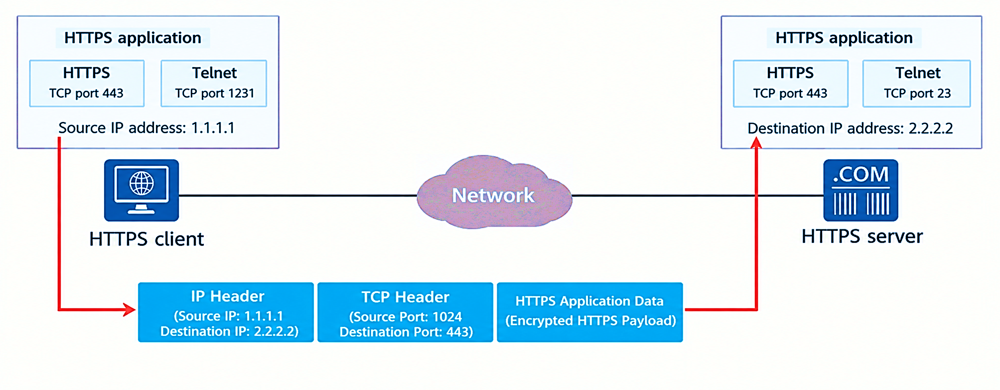 HTTPS application
HTTPS
TCP port 443
Telnet
TCP port 1231
Source IP address: 1.1.1.1
HTTPS application
HTTPS
TCP port 443
Telnet
TCP port 23
Destination IP address: 2.2.2.2
HTTPS client
Network
.COM
HTTPS server
IP Header
(Source IP: 1.1.1.1
Destination IP: 2.2.2.2)
TCP Header
(Source Port: 1024
Destination Port: 443)
HTTPS Application Data
(Encrypted HTTPS Payload)